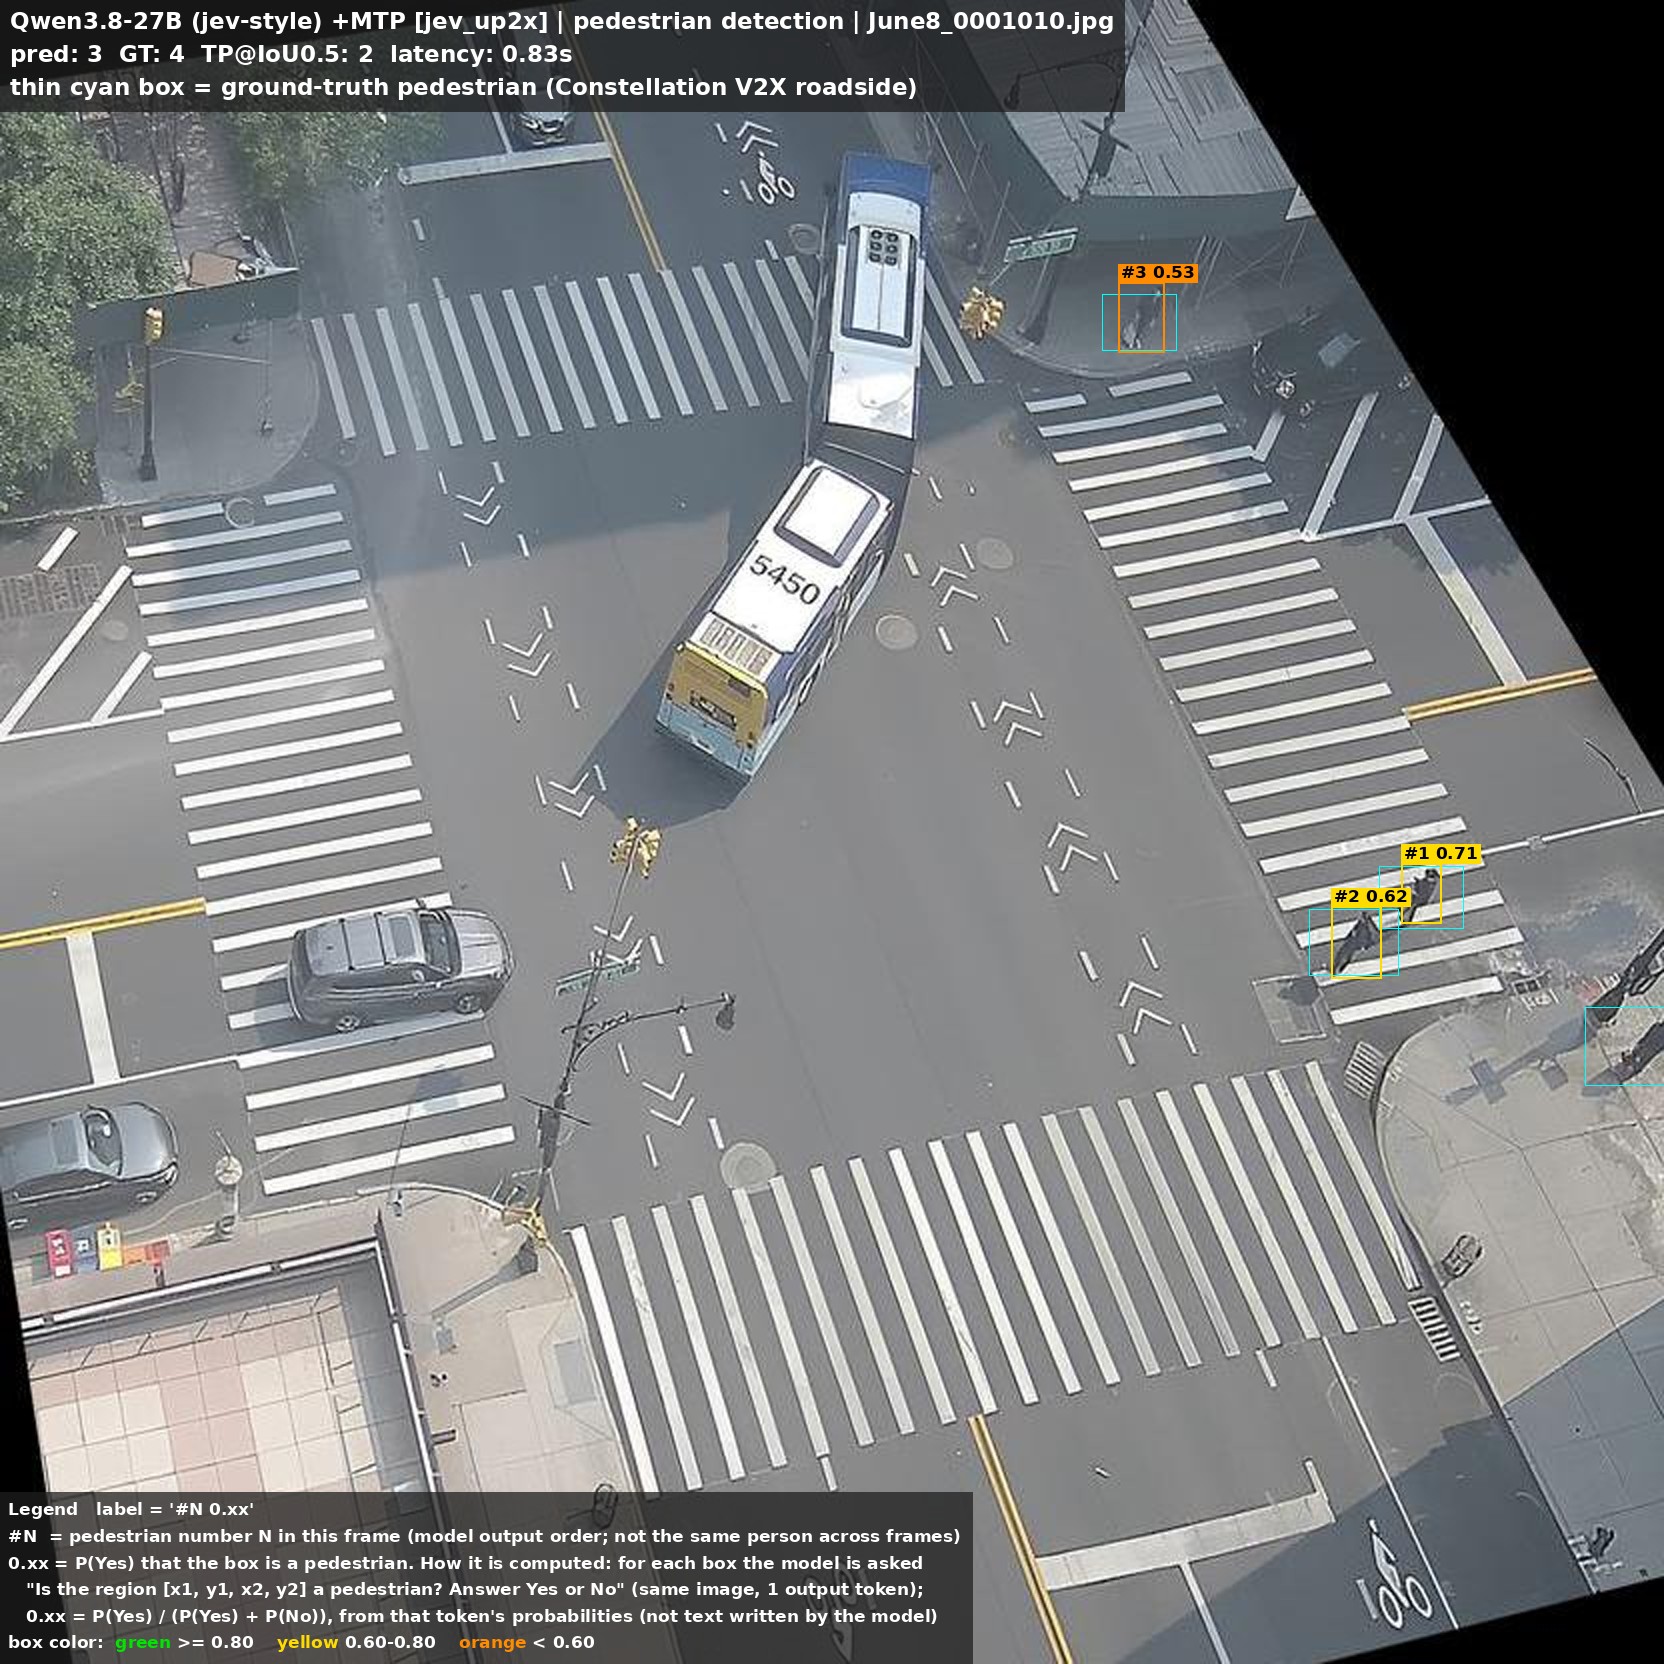 Qwen3.8-27B (jev-style) +MTP [jev_up2x] | pedestrian detection | June8_0001010.jpg
pred: 3  GT: 4  TP@IoU0.5: 2  latency: 0.83s
thin cyan box = ground-truth pedestrian (Constellation V2X roadside)
#3 0.53
5450
#1 0.71
#2 0.62
Legend   label = '#N 0.xx'
#N  = pedestrian number N in this frame (model output order; not the same person across frames)
0.xx = P(Yes) that the box is a pedestrian. How it is computed: for each box the model is asked
"Is the region [x1, y1, x2, y2] a pedestrian? Answer Yes or No" (same image, 1 output token);
0.xx = P(Yes) / (P(Yes) + P(No)), from that token's probabilities (not text written by the model)
box color:  green >= 0.80    yellow 0.60-0.80    orange < 0.60